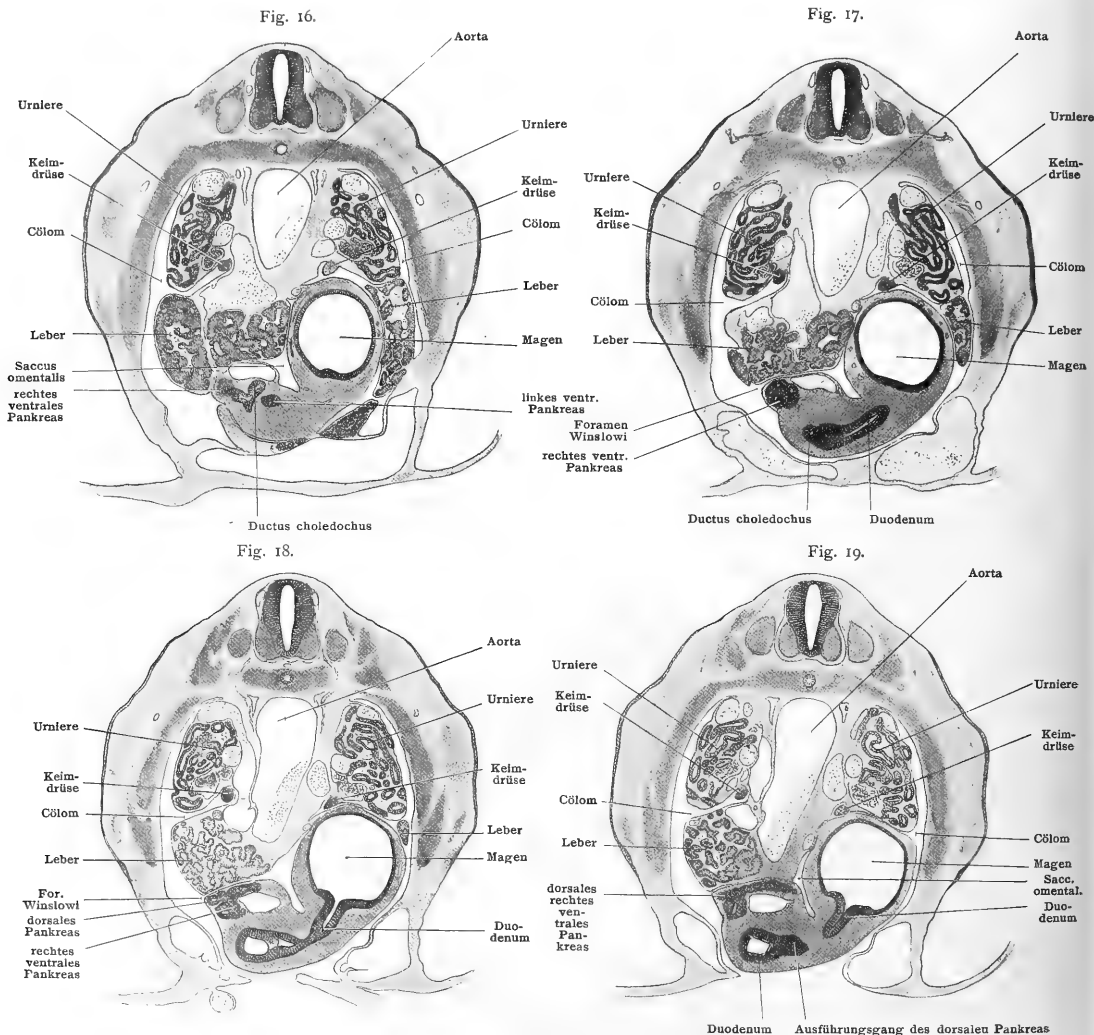 Fig. 16.
Aorta
Urniere
Keim-
drüse
Cölom
Leber
Saccus
omentalis
rechtes
ventrales
Pankreas
Urniere
Keim-
drüse
Cölom
Leber
Magen
linkes ventr.
Pankreas
Ductus choledochus
Fig. 17.
Aorta
Urniere
Keim-
drüse
Cölom
Leber
Foramen
Winslowi
rechtes ventr.
Pankreas
Urniere
Keim-
drüse
Cölom
Leber
Magen
Ductus choledochus
Duodenum
Fig. 18.
Aorta
Urniere
Keim-
drüse
Cölom
Leber
For.
Winslowi
dorsales
Pankreas
rechtes
ventrales
Pankreas
Urniere
Keim-
drüse
Leber
Magen
Duo-
denum
Fig. 19.
Aorta
Urniere
Keim-
drüse
Cölom
Leber
dorsales
rechtes
ven-
trales
Pan-
kreas
Urniere
Keim-
drüse
Cölom
Magen
Sacc.
omental.
Duo-
denum
Duodenum
Ausführungsgang des dorsalen Pankreas